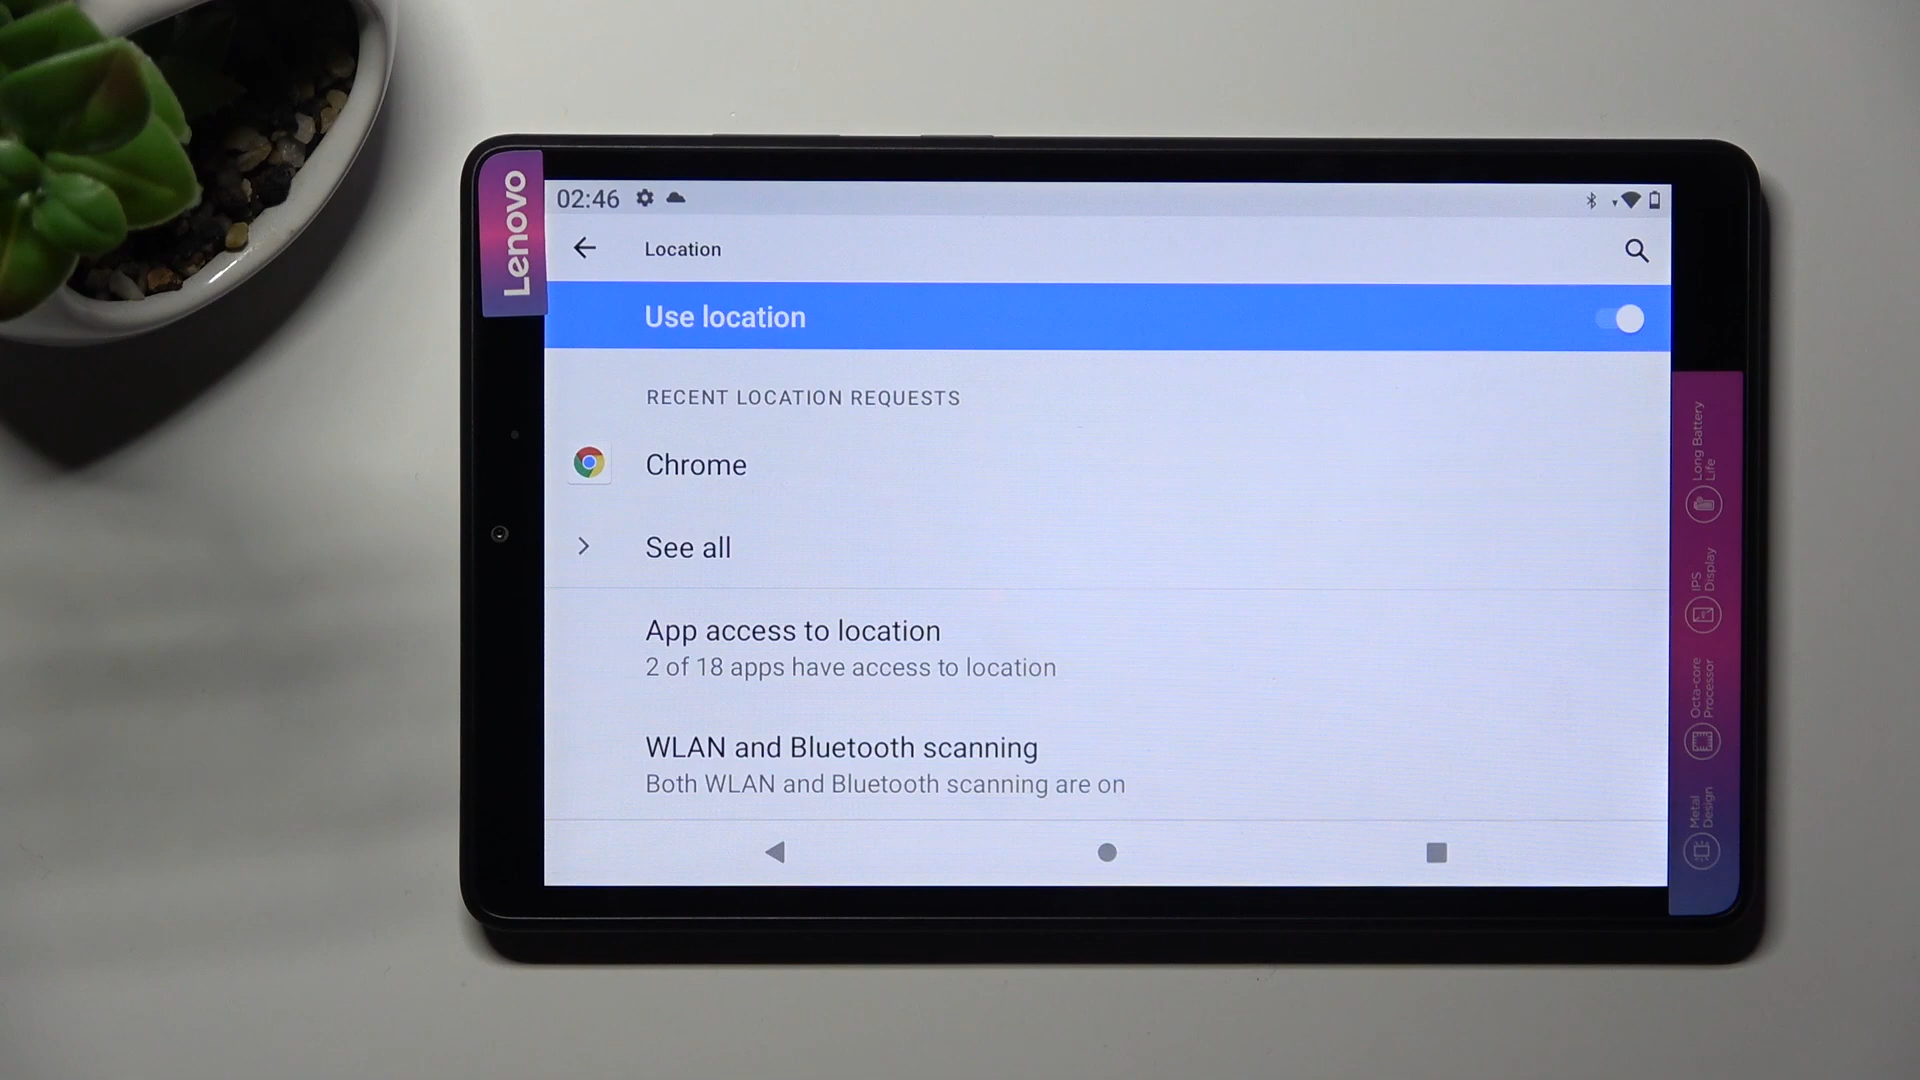 Lenovo
02:46
Location
Use location
RECENT LOCATION REQUESTS
Chrome
See all
App access to location
2 of 18 apps have access to location
WLAN and Bluetooth scanning
Both WLAN and Bluetooth scanning are on
Long Battery
Life
IPS
Display
Octa-core
Processor
Metal
Design